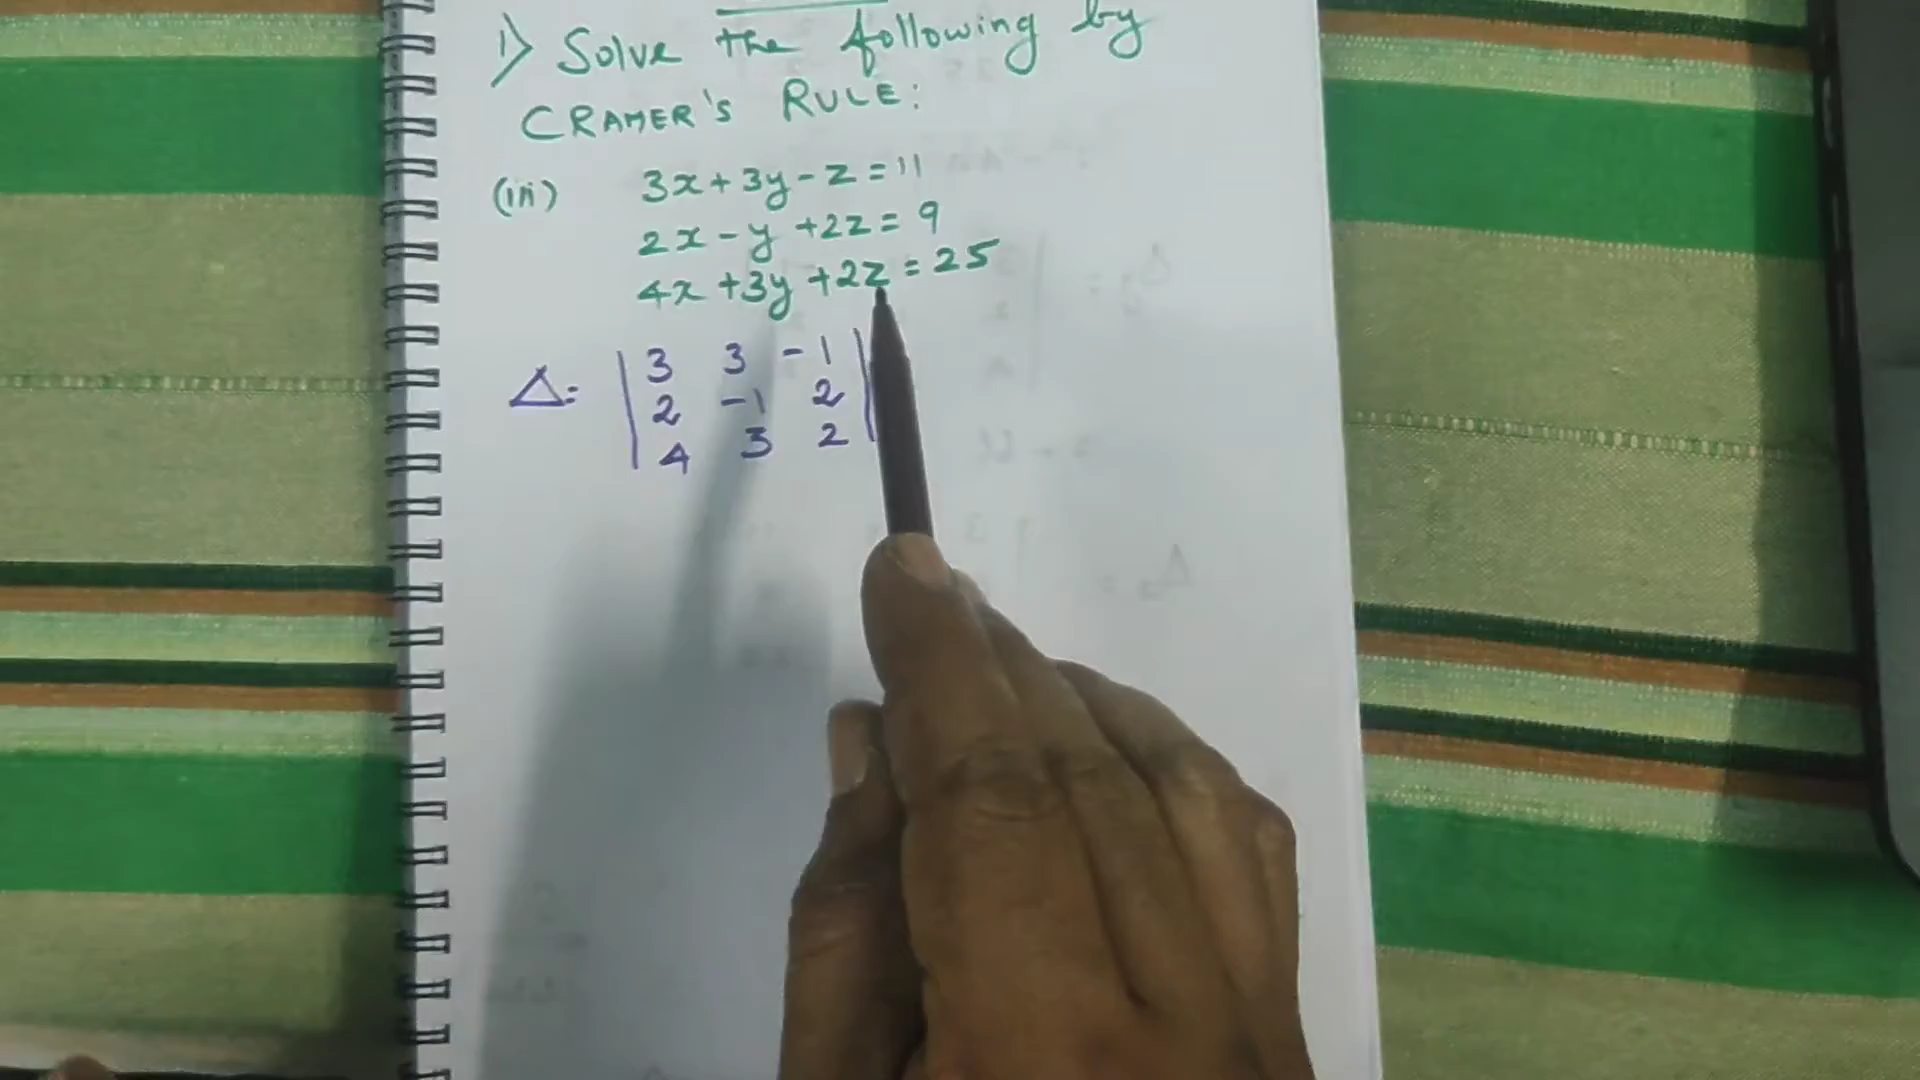 1) Solve the following by
CRAMER'S RULE:
(iii) 3x+3y-z=11
2x-y+2z=9
4x+3y+2z=25
Δ= | 3 3 -1 |
2 -1 2
4 3 2